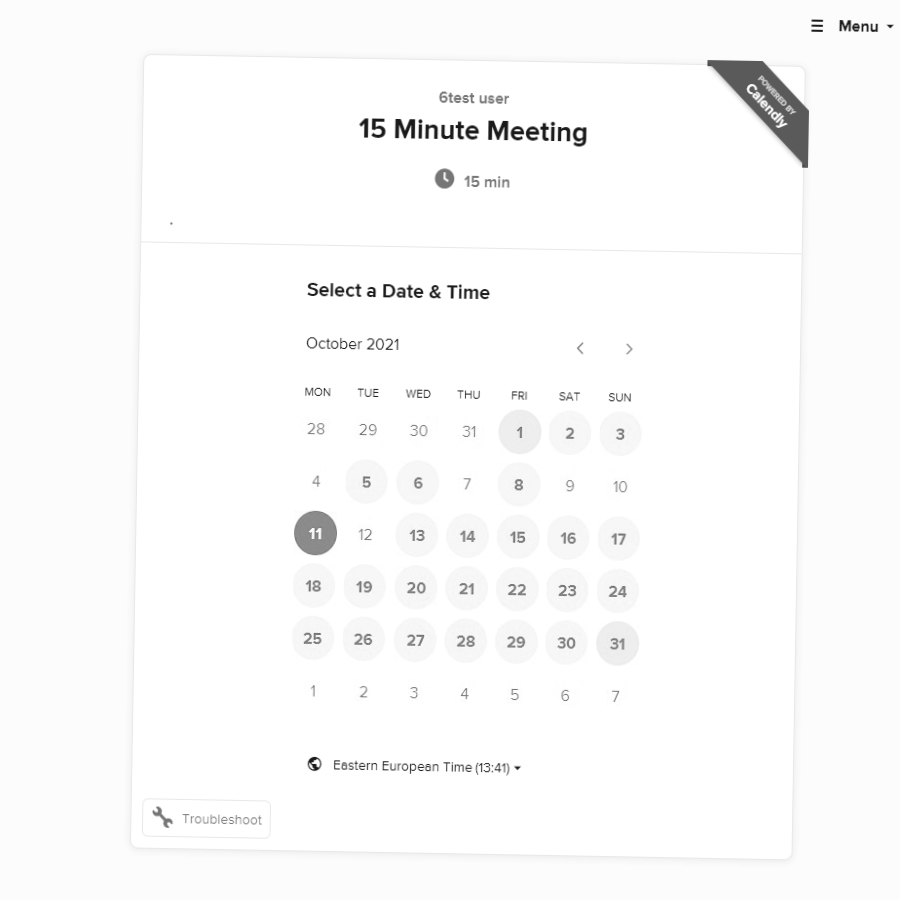 Menu
POWERED BY
Calendly
6test user
15 Minute Meeting
15 min
.
Select a Date & Time
October 2021
MON TUE WED THU FRI SAT SUN
28 29 30 31 1 2 3
4 5 6 7 8 9 10
11 12 13 14 15 16 17
18 19 20 21 22 23 24
25 26 27 28 29 30 31
1 2 3 4 5 6 7
Eastern European Time (13:41)
Troubleshoot